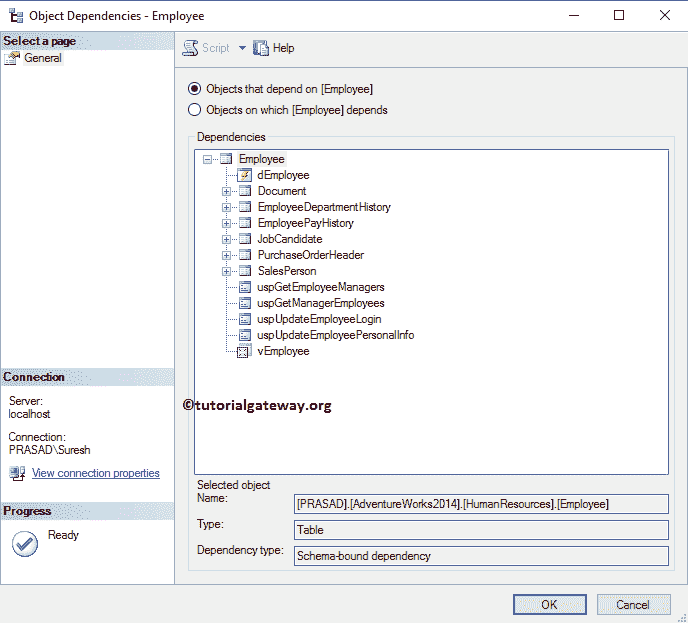 Object Dependencies - Employee
Select a page
General
Script
Help
Objects that depend on [Employee]
Objects on which [Employee] depends
Dependencies
Employee
dEmployee
Document
EmployeeDepartmentHistory
EmployeePayHistory
JobCandidate
PurchaseOrderHeader
SalesPerson
uspGetEmployeeManagers
uspGetManagerEmployees
uspUpdateEmployeeLogin
uspUpdateEmployeePersonalInfo
vEmployee
©tutorialgateway.org
Connection
Server:
localhost
Connection:
PRASAD\Suresh
View connection properties
Progress
Ready
Selected object
Name:
[PRASAD].[AdventureWorks2014].[HumanResources].[Employee]
Type:
Table
Dependency type:
Schema-bound dependency
OK
Cancel